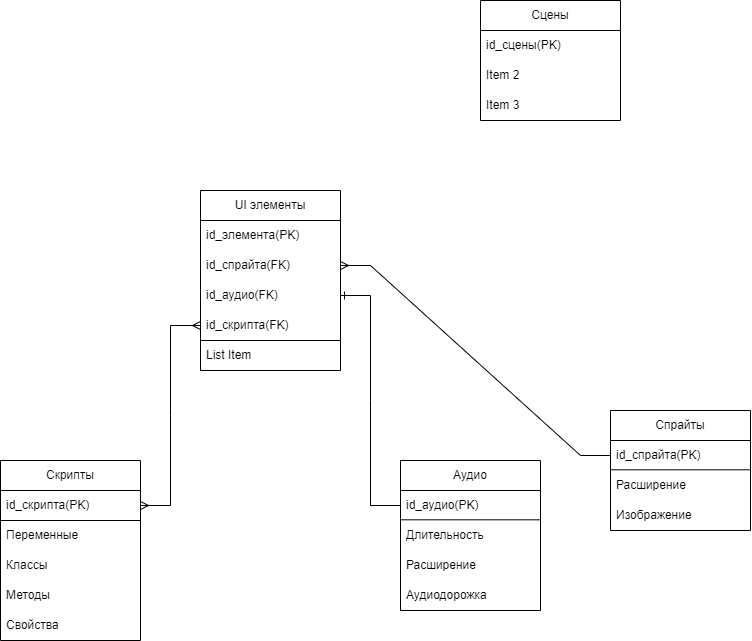 Сцены
id_сцены(PK)
Item 2
Item 3
UI элементы
id_элемента(PK)
id_спрайта(FK)
id_аудио(FK)
id_скрипта(FK)
List Item
Спрайты
id_спрайта(PK)
Расширение
Изображение
Скрипты
id_скрипта(PK)
Переменные
Классы
Методы
Свойства
Аудио
id_аудио(PK)
Длительность
Расширение
Аудиодорожка